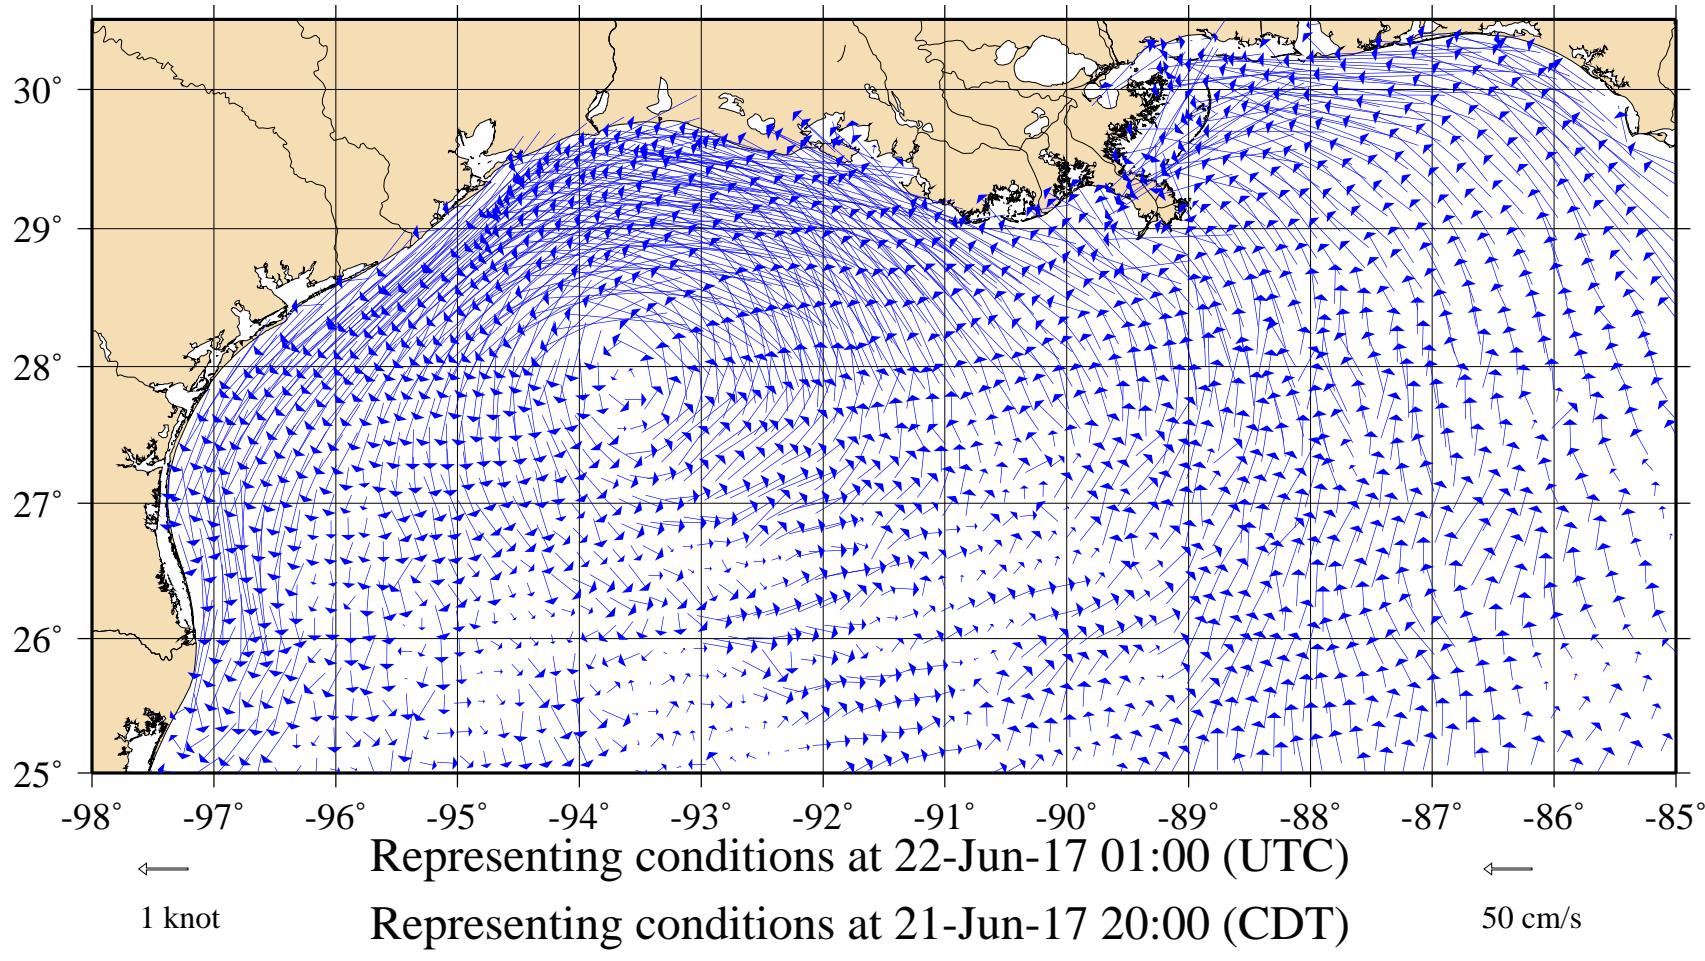 30°
29°
28°
27°
26°
25°
-98° -97° -96° -95° -94° -93° -92° -91° -90° -89° -88° -87° -86° -85°
Representing conditions at 22-Jun-17 01:00 (UTC)
1 knot
Representing conditions at 21-Jun-17 20:00 (CDT)
50 cm/s